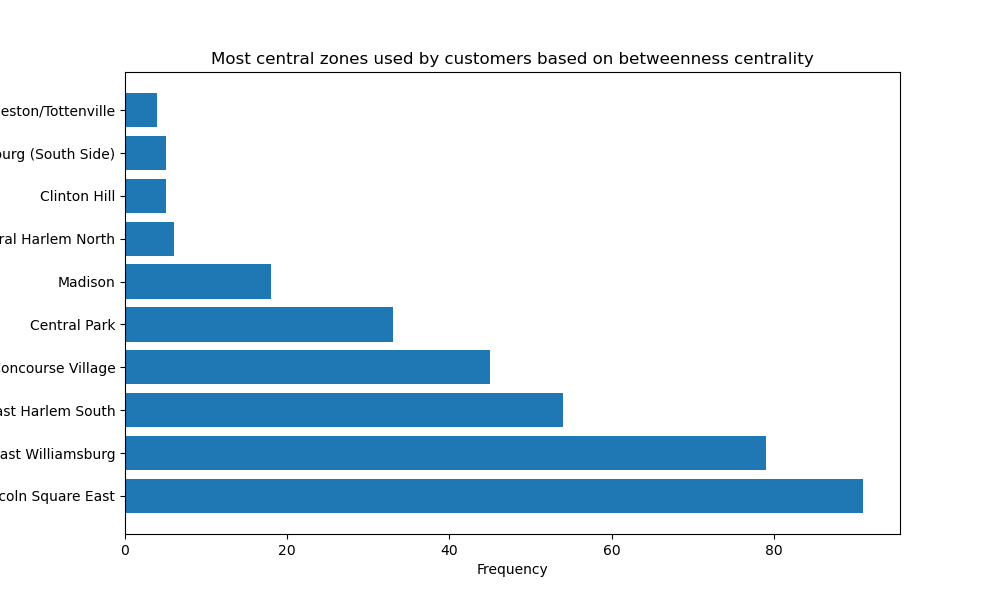 Most central zones used by customers based on betweenness centrality
eston/Tottenville
burg (South Side)
Clinton Hill
ral Harlem North
Madison
Central Park
Concourse Village
ast Harlem South
ast Williamsburg
coln Square East
0 20 40 60 80
Frequency